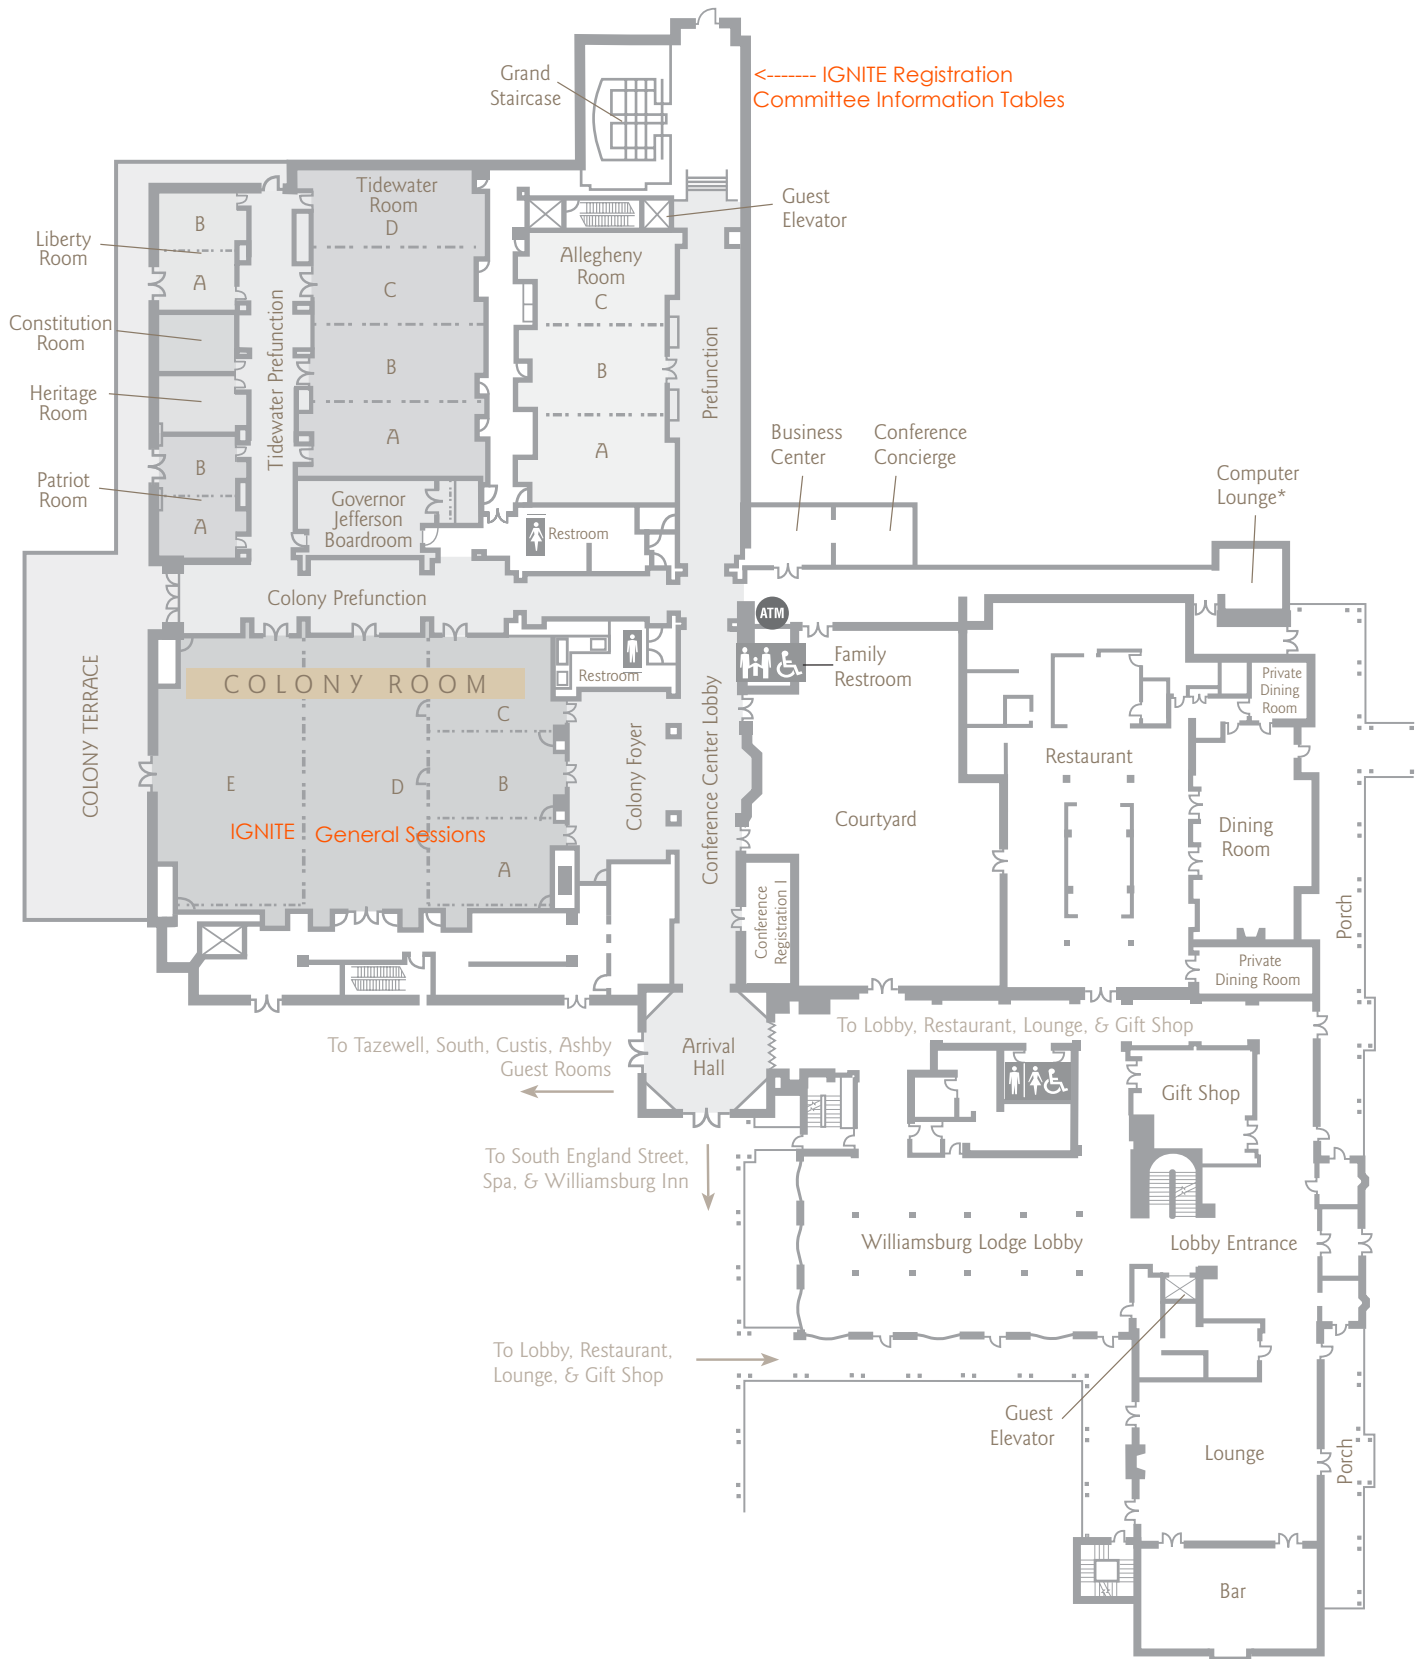 Grand
Staircase
<------- IGNITE Registration
Committee Information Tables
Guest
Elevator
Tidewater
Room
D
C
B
A
Allegheny
Room
C
B
A
Liberty
Room
B
A
Constitution
Room
Heritage
Room
Patriot
Room
B
A
Tidewater Prefunction
Prefunction
Governor
Jefferson
Boardroom
Restroom
Business
Center
Conference
Concierge
Computer
Lounge*
Colony Prefunction
ATM
Family
Restroom
Restroom
COLONY TERRACE
COLONY ROOM
C
E
D
B
A
IGNITE General Sessions
Colony Foyer
Conference Center Lobby
Conference
Registration I
Courtyard
Restaurant
Private
Dining
Room
Dining
Room
Private
Dining Room
Porch
To Lobby, Restaurant, Lounge, & Gift Shop
To Tazewell, South, Custis, Ashby
Guest Rooms
Arrival
Hall
Gift Shop
To South England Street,
Spa, & Williamsburg Inn
Williamsburg Lodge Lobby
Lobby Entrance
To Lobby, Restaurant,
Lounge, & Gift Shop
Guest
Elevator
Lounge
Porch
Bar